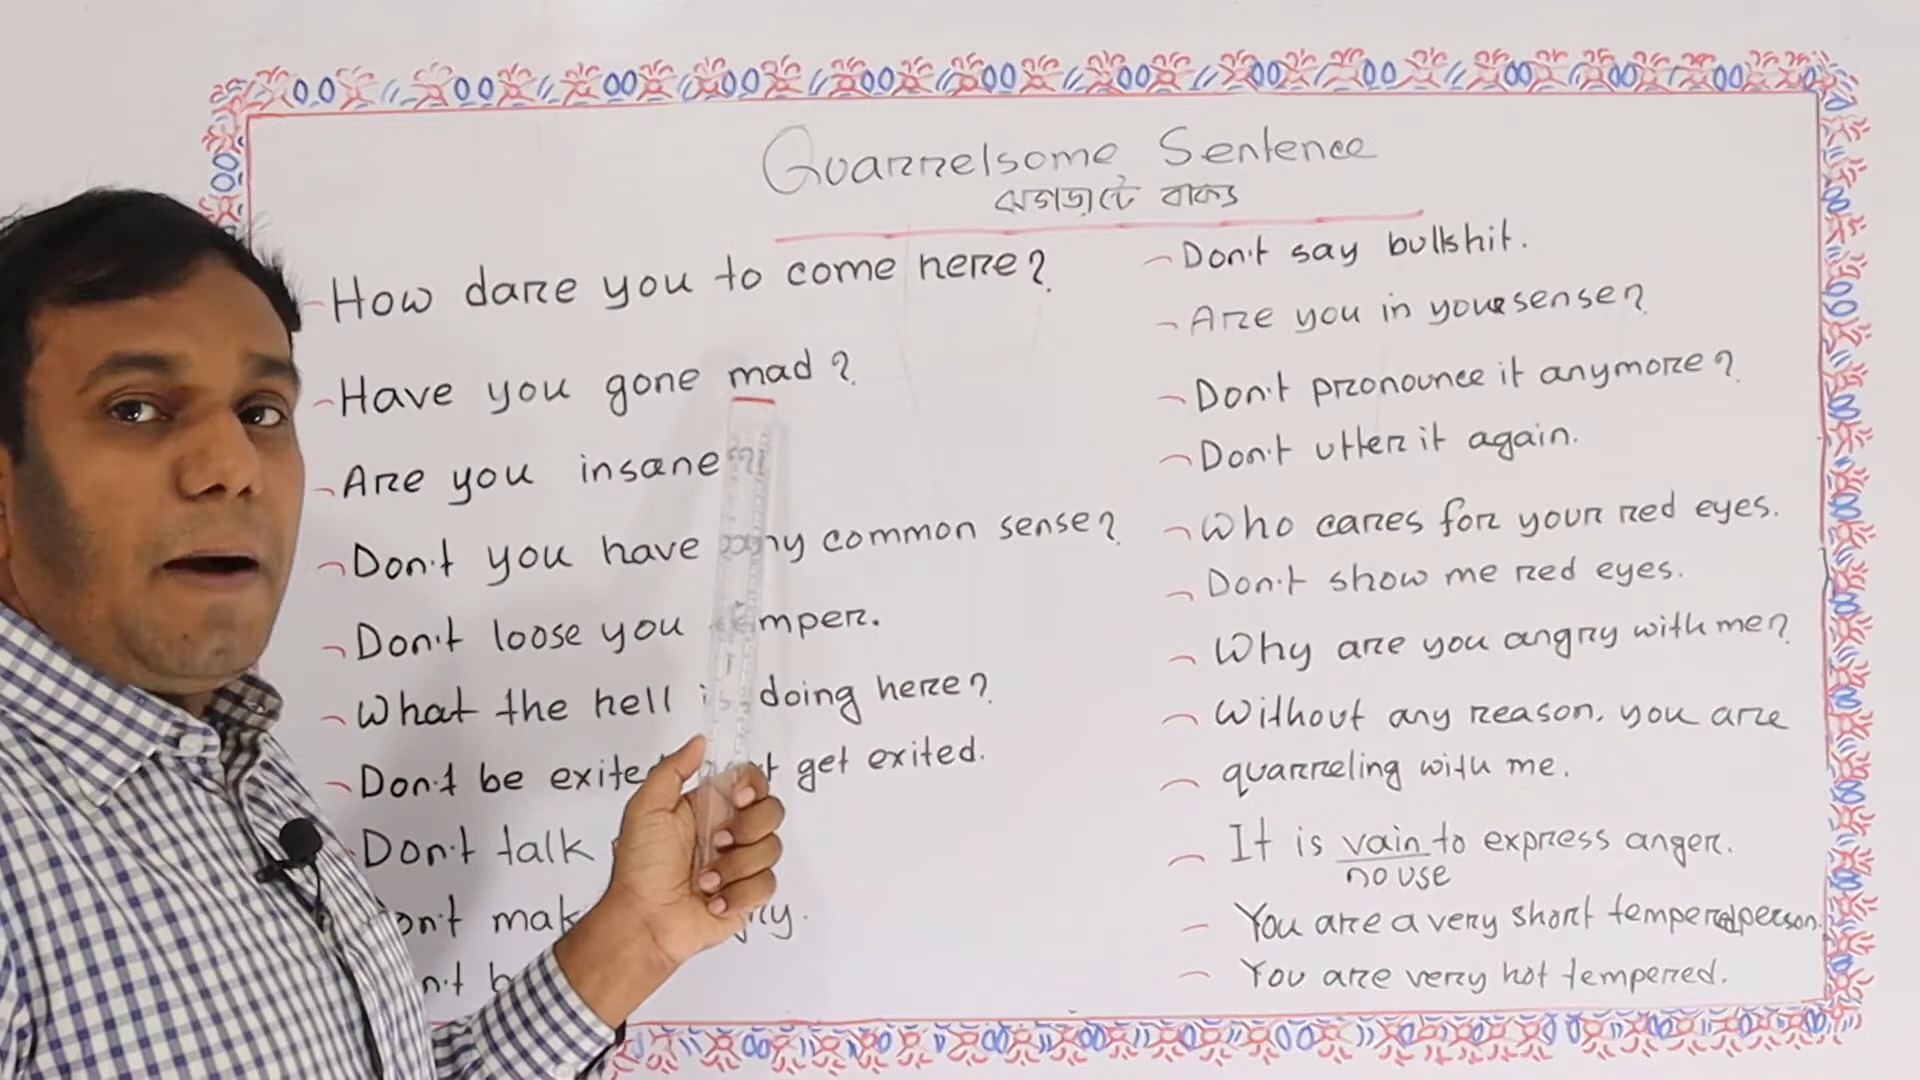 Quarrelsome Sentence
ঝগড়াটে বাক্য
How dare you to come here?
Have you gone mad?
Are you insane?
Don't you have any common sense?
Don't loose you temper.
What the hell is doing here?
Don't be exited get exited.
Don't talk
Don't
Don't say bullshit.
Are you in your sense?
Don't pronounce it anymore?
Don't utter it again.
Who cares for your red eyes.
Don't show me red eyes.
Why are you angry with me?
Without any reason, you are
quarreling with me.
It is vain to express anger.
no use
You are a very short tempered person.
You are very hot tempered.